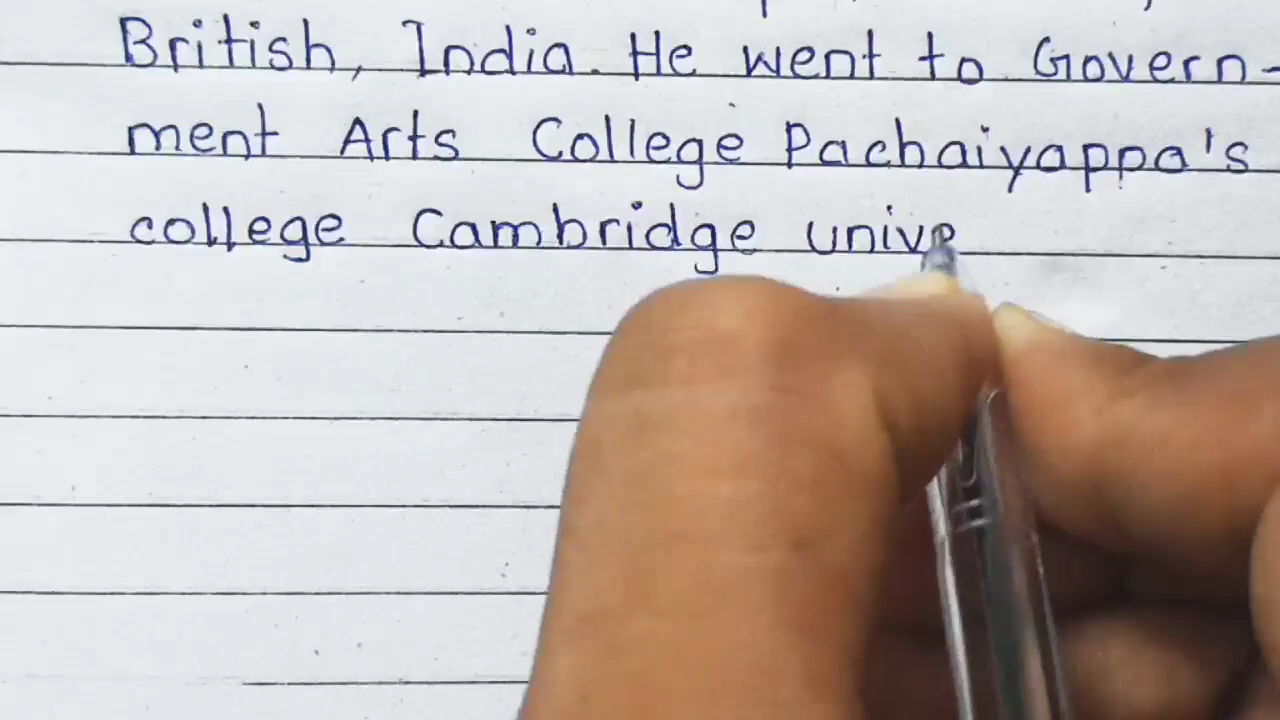 British, India. He went to Govern-
ment Arts College Pachaiyappa's
college Cambridge unive